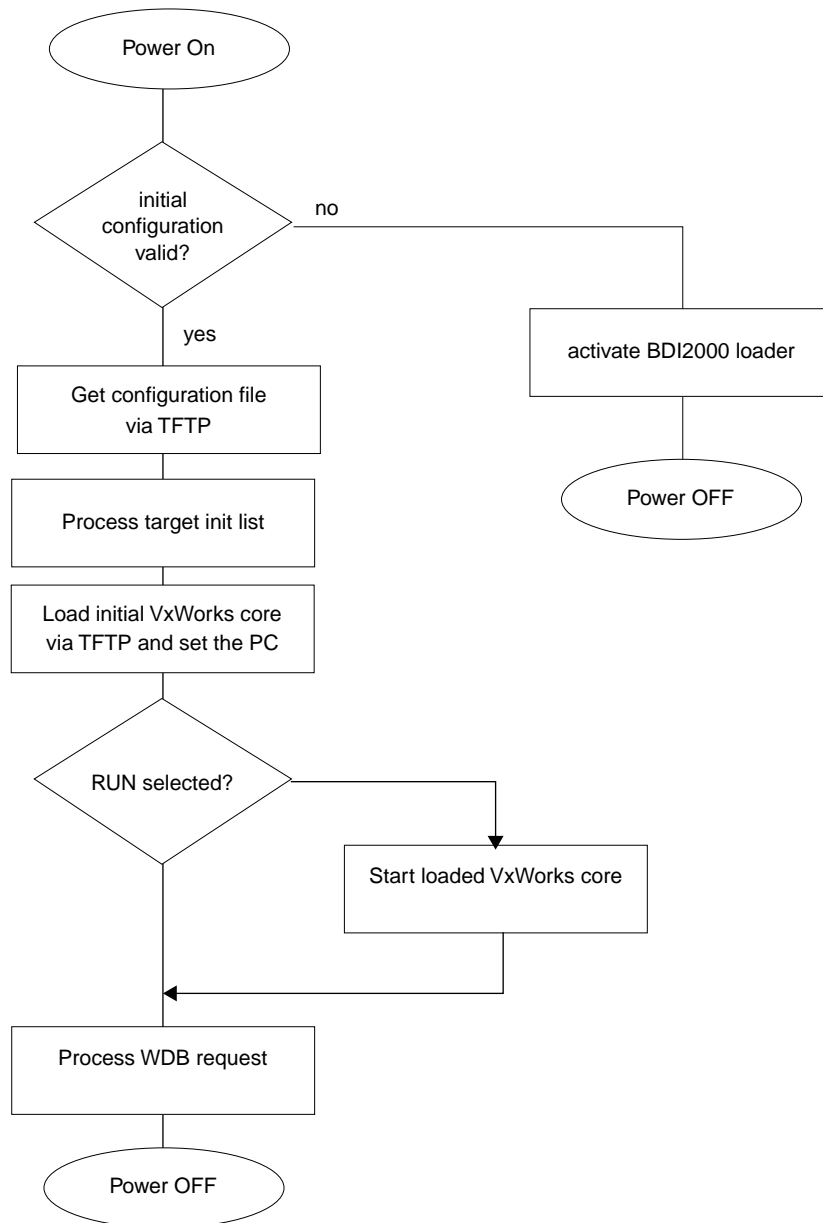 Power On
initial
configuration
valid?
no
yes
activate BDI2000 loader
Get configuration file
via TFTP
Power OFF
Process target init list
Load initial VxWorks core
via TFTP and set the PC
RUN selected?
Start loaded VxWorks core
Process WDB request
Power OFF